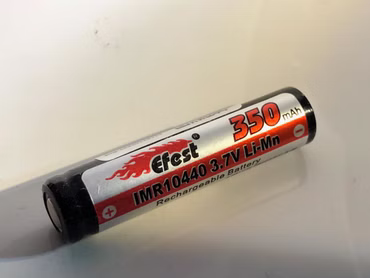 Efest®
350mAh
IMR10440 3.7V Li-Mn
Rechargeable Battery
+
-